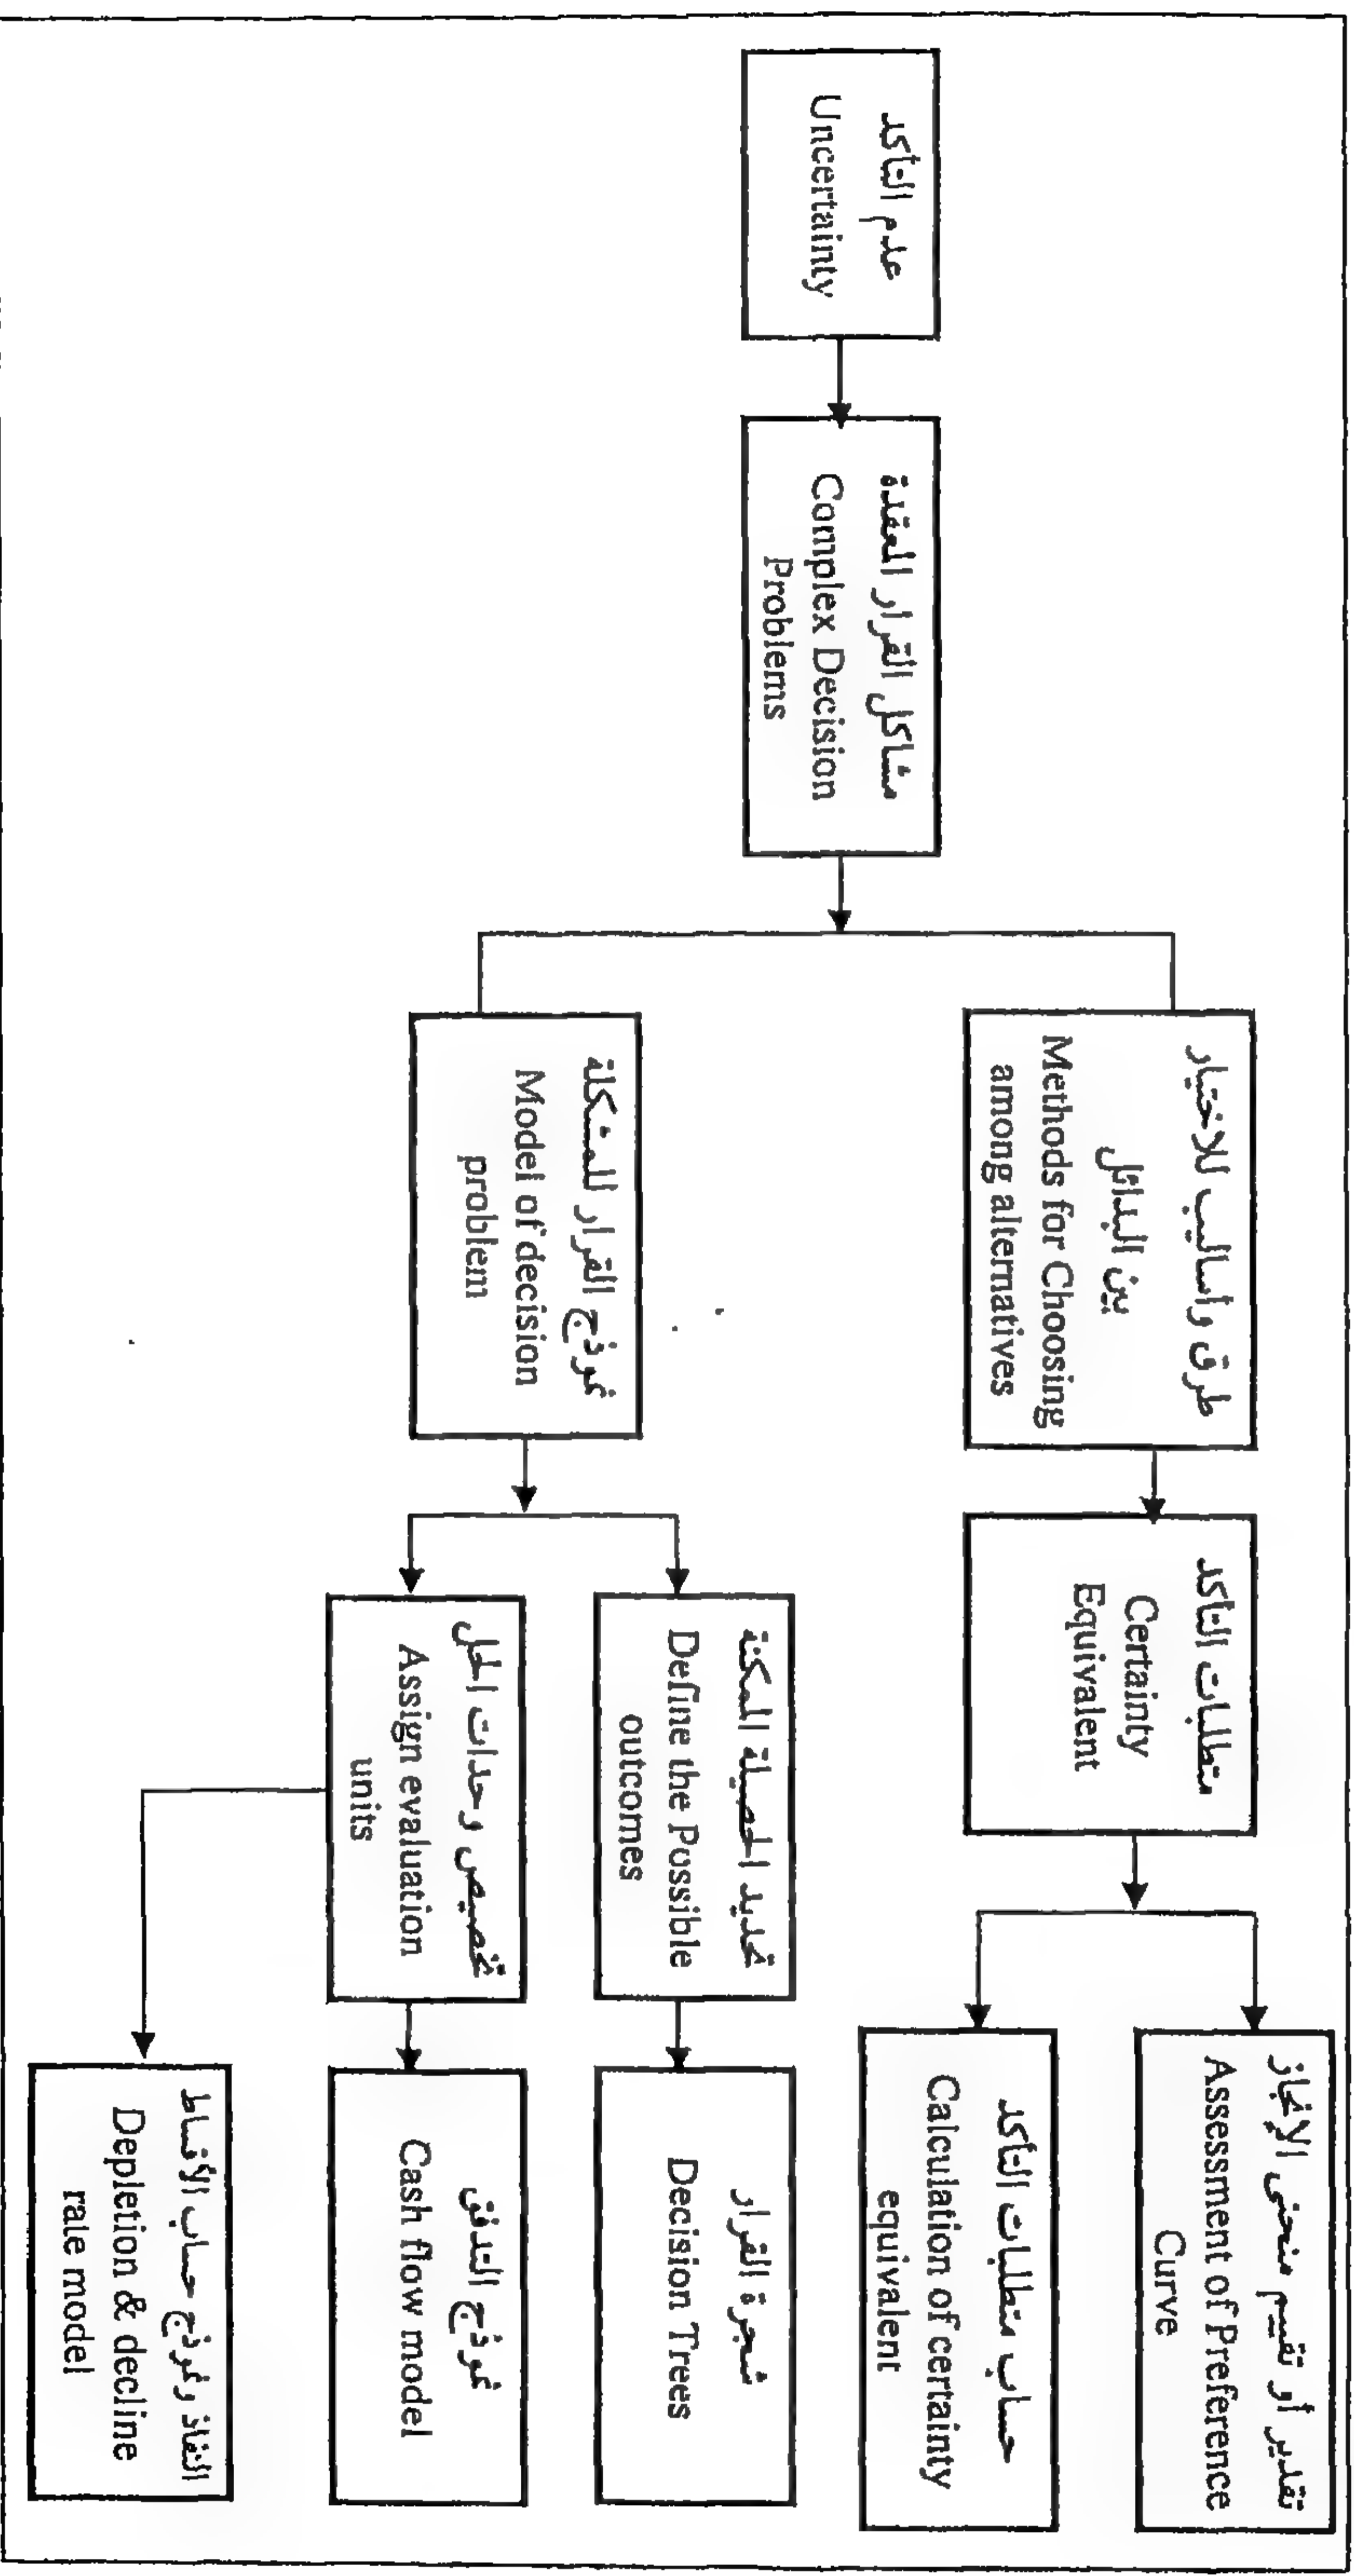 عدم التأكد
Uncertainty
مشاكل القرار المعقدة
Complex Decision
Problems
طرق واساليب للاختيار
بين البدائل
Methods for Choosing
among alternatives
متطلبات التأكد
Certainty
Equivalent
تقدير أو تقييم منحنى الإنجاز
Assessment of Preference
Curve
حساب متطلبات التأكد
Calculation of certainty
equivalent
نموذج القرار للمشكلة
Model of decision
problem
تحديد الحصيلة الممكنة
Define the Possible
outcomes
شجرة القرار
Decision Trees
تخصيص وحدات الحل
Assign evaluation
units
نموذج التدفق
Cash flow model
النفاذ ونموذج حساب الأقساط
Depletion & decline
rate model